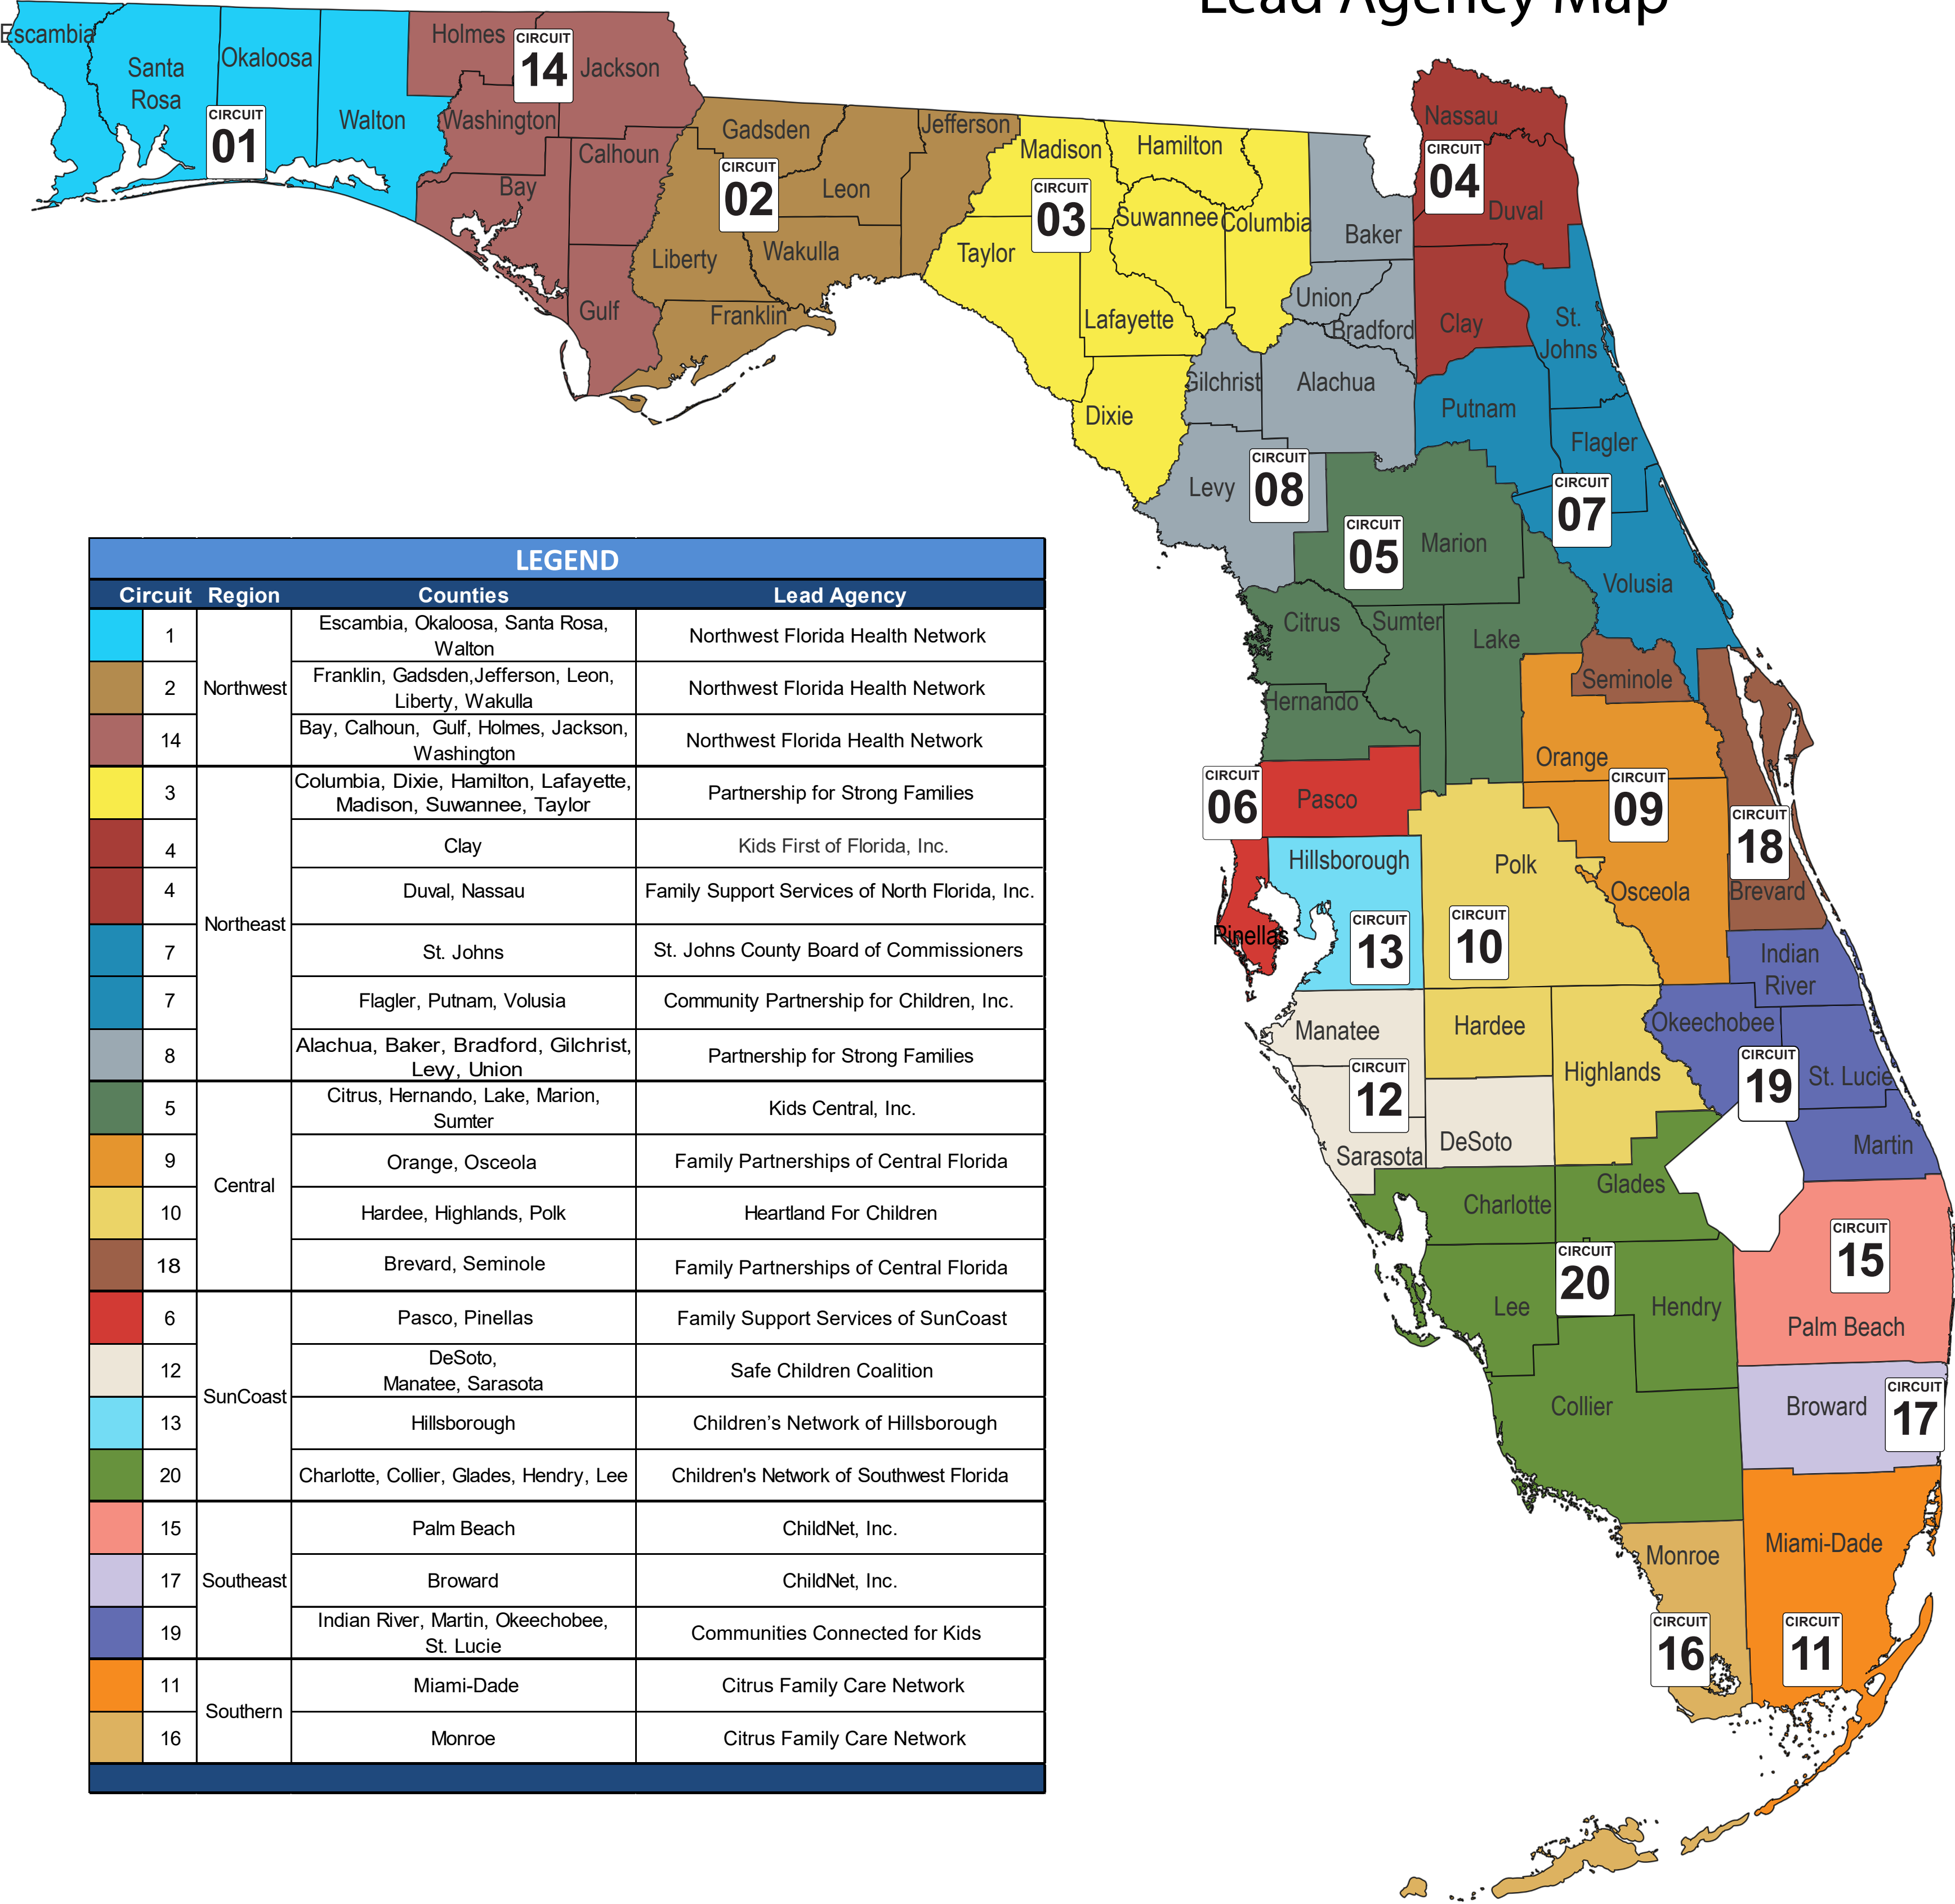 Lead Agency Map
Escambia
Santa
Rosa
Okaloosa
Walton
CIRCUIT
01
Holmes
CIRCUIT
14
Jackson
Washington
Calhoun
Bay
Gulf
Gadsden
Jefferson
CIRCUIT
02
Leon
Liberty
Wakulla
Franklin
Madison
Hamilton
CIRCUIT
03
Suwannee
Columbia
Taylor
Lafayette
Dixie
Nassau
CIRCUIT
04
Duval
Baker
Union
Bradford
Clay
St.
Johns
Gilchrist
Alachua
Putnam
Flagler
Levy
CIRCUIT
08
CIRCUIT
07
CIRCUIT
05
Marion
Volusia
Citrus
Sumter
Lake
Seminole
Hernando
Orange
CIRCUIT
06
Pasco
CIRCUIT
09
CIRCUIT
18
Hillsborough
Polk
Osceola
Brevard
Pinellas
CIRCUIT
13
CIRCUIT
10
Indian
River
Manatee
Hardee
Okeechobee
CIRCUIT
12
Highlands
CIRCUIT
19
St. Lucie
Sarasota
DeSoto
Martin
Charlotte
Glades
CIRCUIT
15
CIRCUIT
20
Lee
Hendry
Palm Beach
Collier
Broward
CIRCUIT
17
Monroe
Miami-Dade
CIRCUIT
16
CIRCUIT
11
LEGEND
Circuit Region Counties Lead Agency
1 Escambia, Okaloosa, Santa Rosa, Northwest Florida Health Network
Walton
2 Northwest Franklin, Gadsden,Jefferson, Leon, Northwest Florida Health Network
Liberty, Wakulla
14 Bay, Calhoun, Gulf, Holmes, Jackson, Northwest Florida Health Network
Washington
3 Columbia, Dixie, Hamilton, Lafayette, Partnership for Strong Families
Madison, Suwannee, Taylor
4 Clay Kids First of Florida, Inc.
4 Duval, Nassau Family Support Services of North Florida, Inc.
Northeast
7 St. Johns St. Johns County Board of Commissioners
7 Flagler, Putnam, Volusia Community Partnership for Children, Inc.
8 Alachua, Baker, Bradford, Gilchrist, Partnership for Strong Families
Levy, Union
5 Citrus, Hernando, Lake, Marion, Kids Central, Inc.
Sumter
9 Orange, Osceola Family Partnerships of Central Florida
Central
10 Hardee, Highlands, Polk Heartland For Children
18 Brevard, Seminole Family Partnerships of Central Florida
6 Pasco, Pinellas Family Support Services of SunCoast
12 DeSoto, Safe Children Coalition
Manatee, Sarasota
SunCoast
13 Hillsborough Children’s Network of Hillsborough
20 Charlotte, Collier, Glades, Hendry, Lee Children's Network of Southwest Florida
15 Palm Beach ChildNet, Inc.
17 Southeast Broward ChildNet, Inc.
19 Indian River, Martin, Okeechobee, Communities Connected for Kids
St. Lucie
11 Miami-Dade Citrus Family Care Network
Southern
16 Monroe Citrus Family Care Network